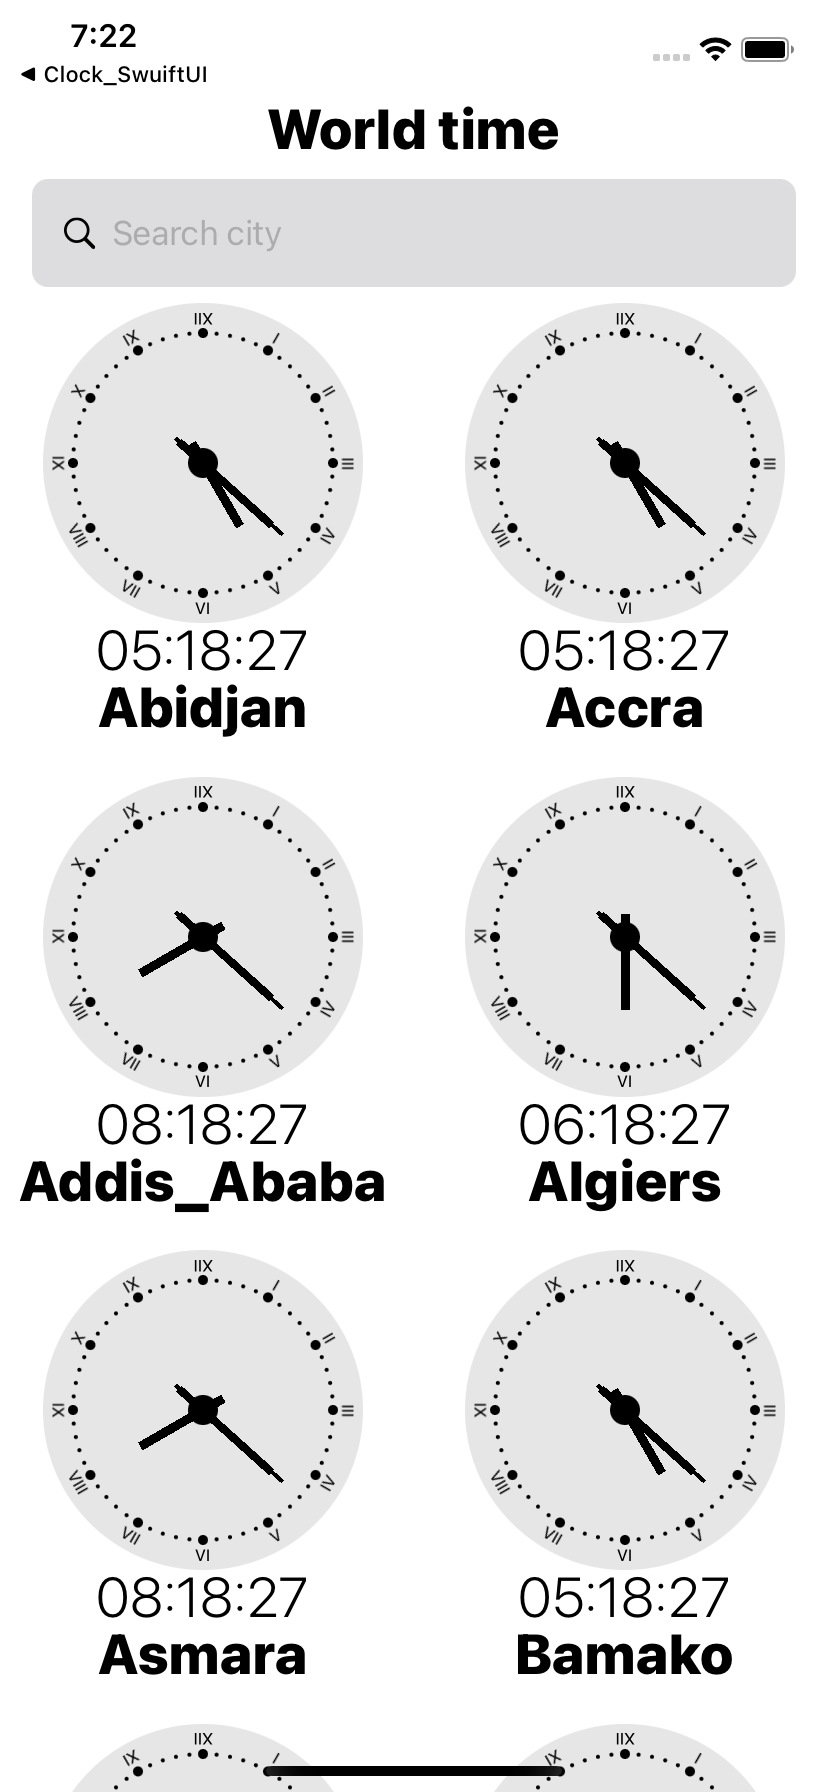 7:22
◀ Clock_SwuiftUI
World time
Search city
IIX I II III IV V VI VII VIII IX X IX
IIX I II III IV V VI VII VIII IX X IX
05:18:27 05:18:27
Abidjan Accra
IIX I II III IV V VI VII VIII IX X IX
IIX I II III IV V VI VII VIII IX X IX
08:18:27 06:18:27
Addis_Ababa Algiers
IIX I II III IV V VI VII VIII IX X IX
IIX I II III IV V VI VII VIII IX X IX
08:18:27 05:18:27
Asmara Bamako
IX IIX I IX IIX I